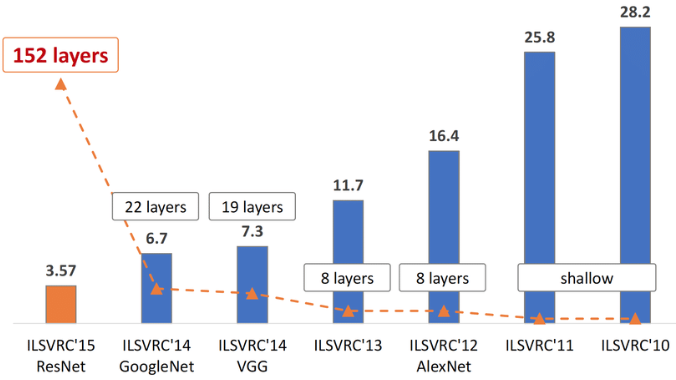 28.2
25.8
152 layers
16.4
11.7
22 layers
19 layers
6.7
7.3
3.57
8 layers
8 layers
shallow
ILSVRC'15
ResNet
ILSVRC'14
GoogleNet
ILSVRC'14
VGG
ILSVRC'13
ILSVRC'12
AlexNet
ILSVRC'11
ILSVRC'10